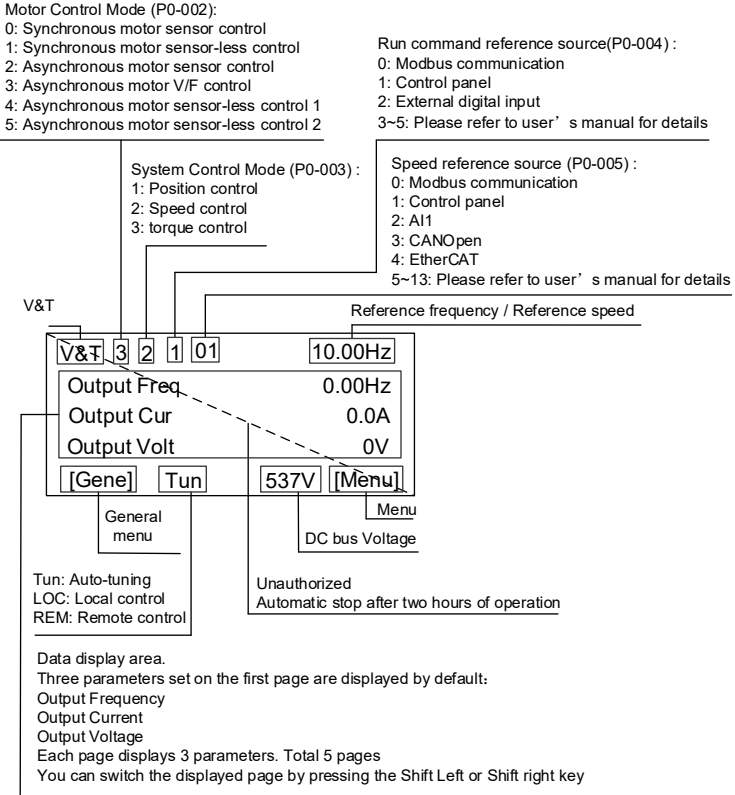 Motor Control Mode (P0-002):
0: Synchronous motor sensor control
1: Synchronous motor sensor-less control
2: Asynchronous motor sensor control
3: Asynchronous motor V/F control
4: Asynchronous motor sensor-less control 1
5: Asynchronous motor sensor-less control 2
Run command reference source(P0-004) :
0: Modbus communication
1: Control panel
2: External digital input
3~5: Please refer to user’ s manual for details
System Control Mode (P0-003) :
1: Position control
2: Speed control
3: torque control
Speed reference source (P0-005) :
0: Modbus communication
1: Control panel
2: AI1
3: CANOpen
4: EtherCAT
5~13: Please refer to user’ s manual for details
V&T
Reference frequency / Reference speed
V&T 3 2 1 01 10.00Hz
Output Freq 0.00Hz
Output Cur 0.0A
Output Volt 0V
[Gene] Tun 537V [Menu]
General
menu
Menu
DC bus Voltage
Tun: Auto-tuning
LOC: Local control
REM: Remote control
Unauthorized
Automatic stop after two hours of operation
Data display area.
Three parameters set on the first page are displayed by default:
Output Frequency
Output Current
Output Voltage
Each page displays 3 parameters. Total 5 pages
You can switch the displayed page by pressing the Shift Left or Shift right key